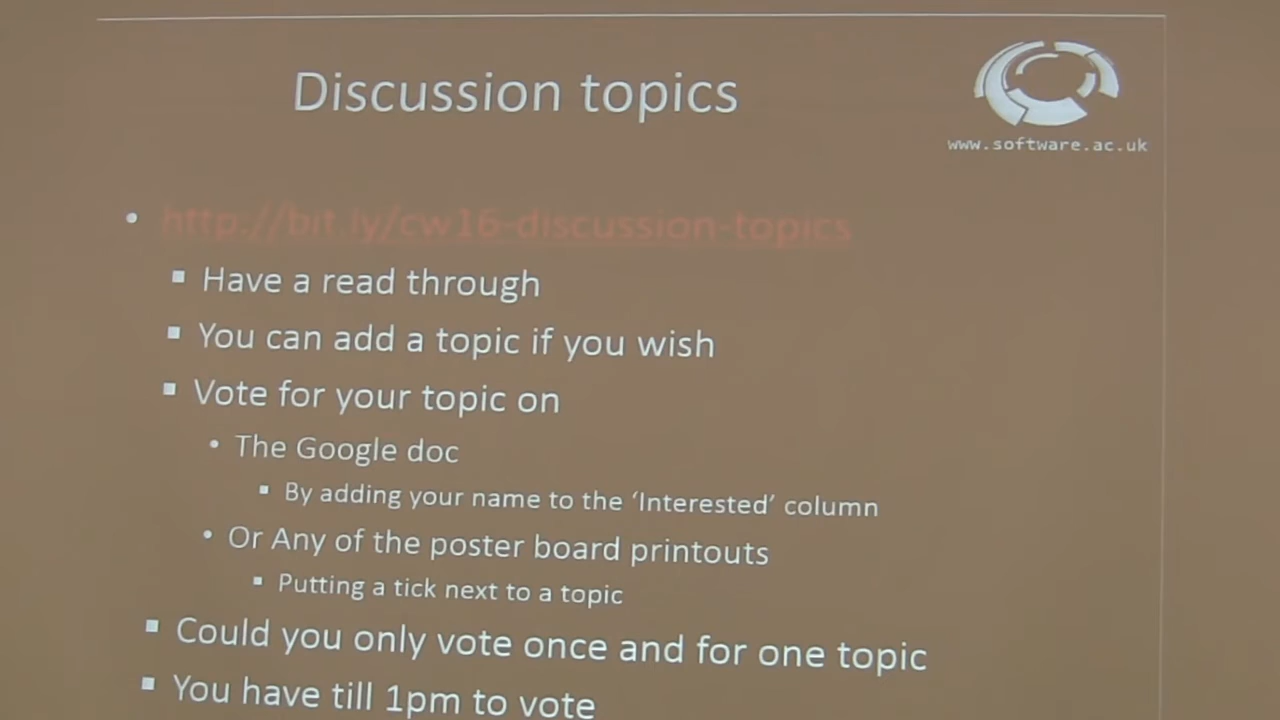 Discussion topics
www.software.ac.uk
http://bit.ly/cw16-discussion-topics
Have a read through
You can add a topic if you wish
Vote for your topic on
The Google doc
By adding your name to the ‘Interested’ column
Or Any of the poster board printouts
Putting a tick next to a topic
Could you only vote once and for one topic
You have till 1pm to vote